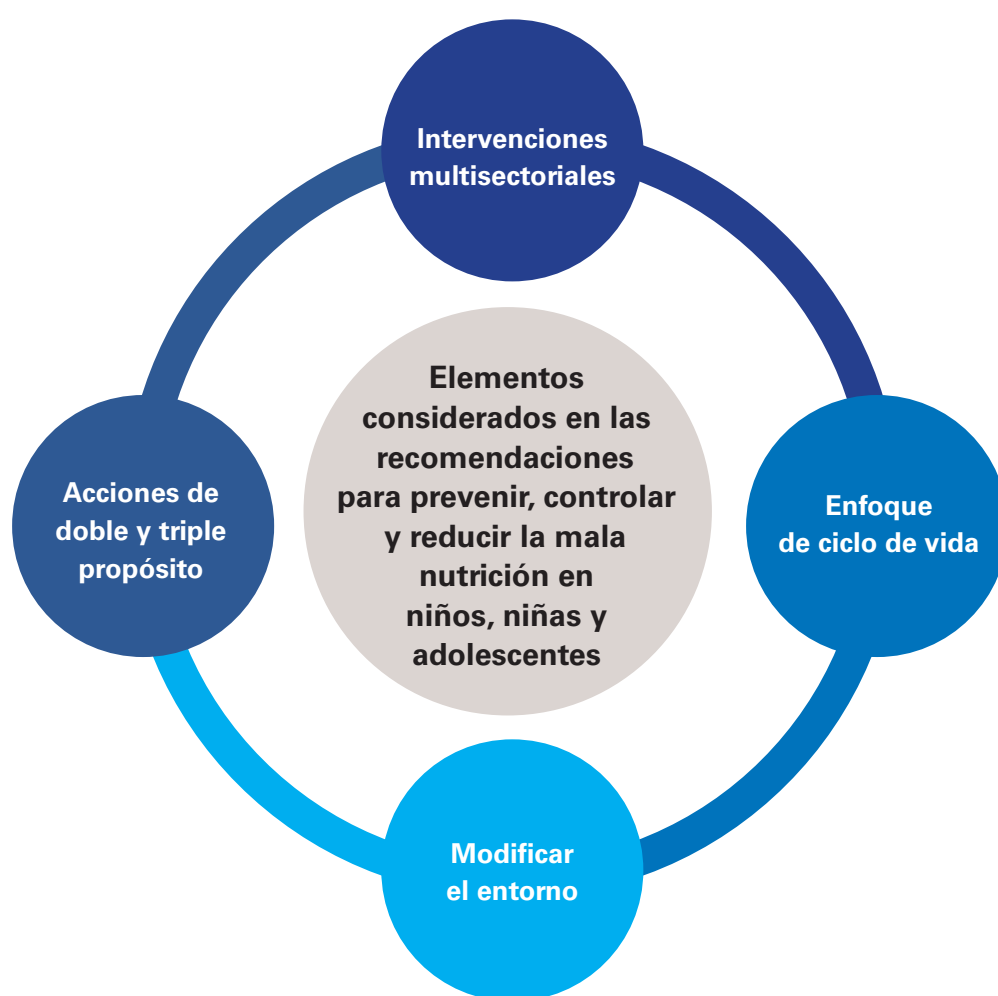 Intervenciones
multisectoriales
Elementos
considerados en las
recomendaciones
para prevenir, controlar
y reducir la mala
nutrición en
niños, niñas y
adolescentes
Acciones de
doble y triple
propósito
Enfoque
de ciclo de vida
Modificar
el entorno